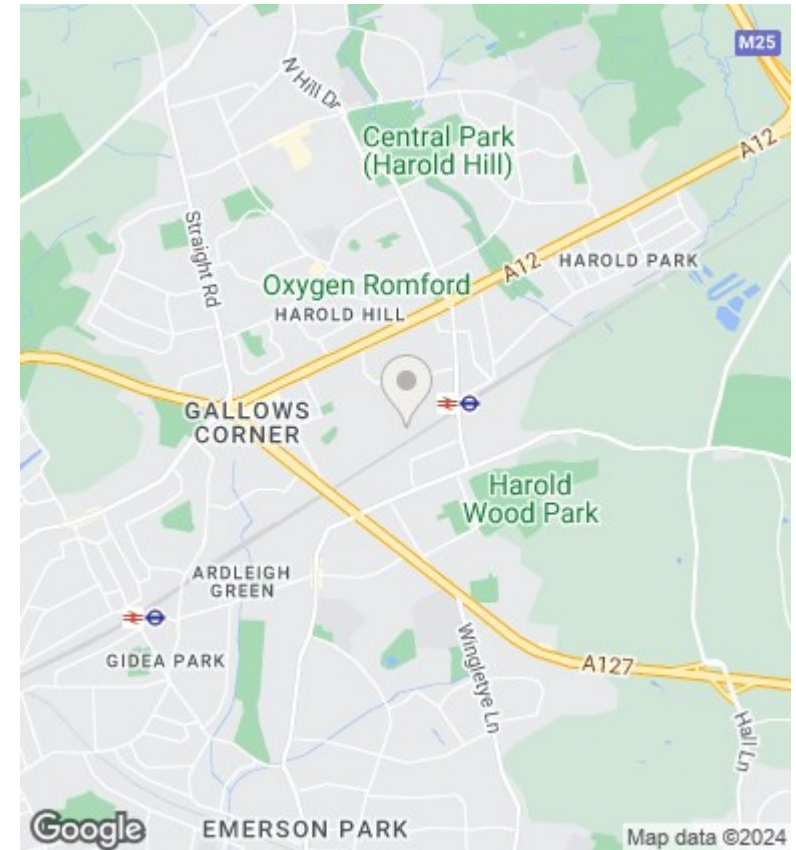 M25
N Hill Dr
Central Park
(Harold Hill)
A12
Straight Rd
A12
HAROLD PARK
Oxygen Romford
HAROLD HILL
GALLOWS
CORNER
Harold
Wood Park
ARDLEIGH
GREEN
GIDEA PARK
Wingletye Ln
A127
Hall Ln
Google
EMERSON PARK
Map data ©2024